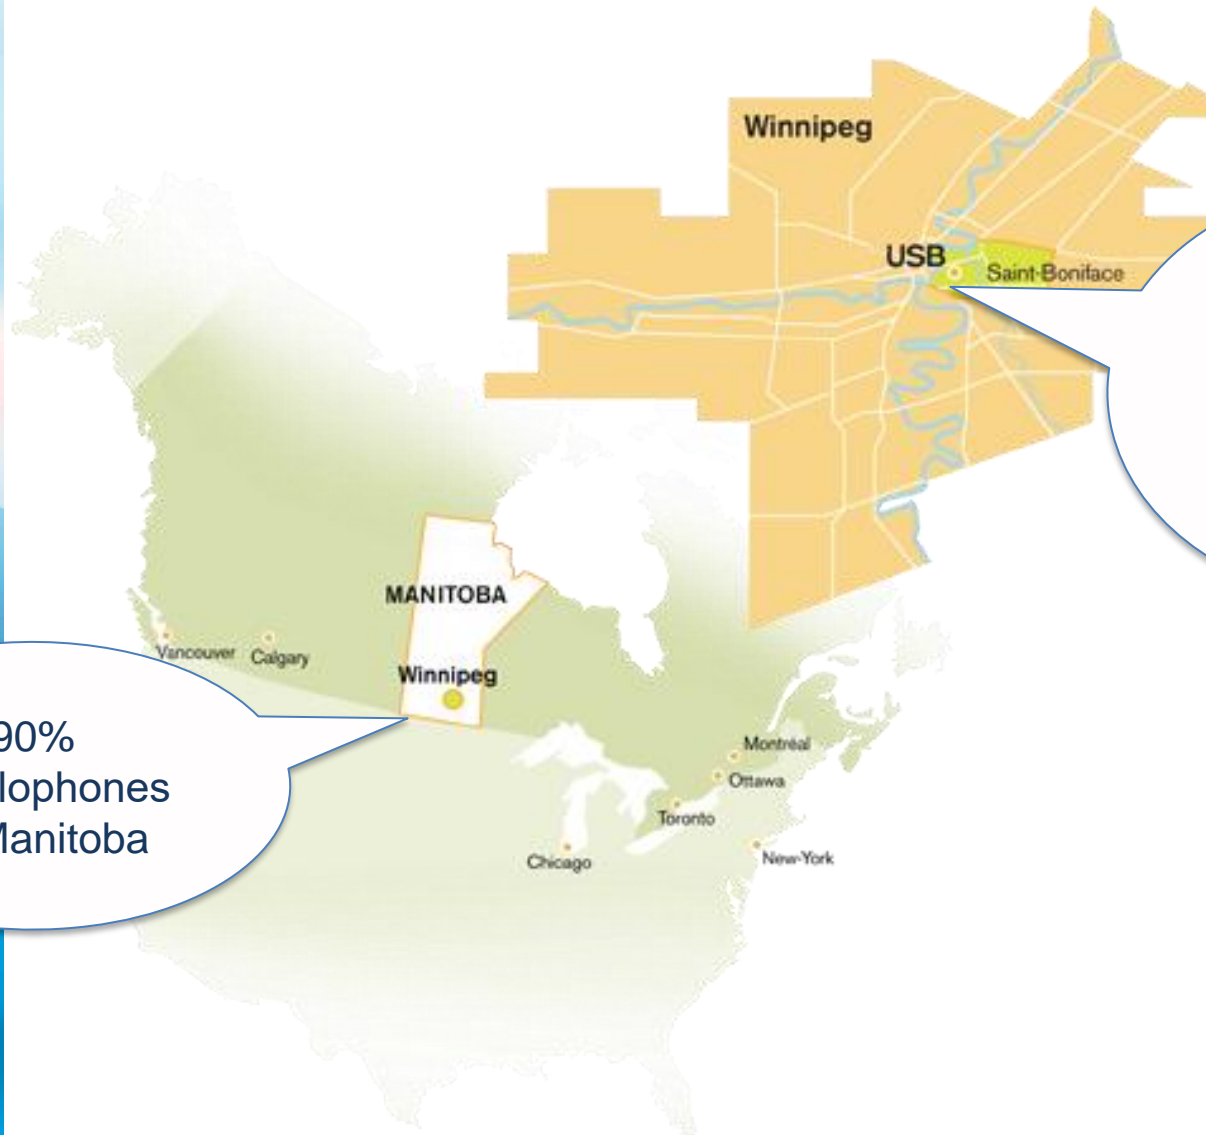 Winnipeg
USB
Saint-Boniface
MANITOBA
Winnipeg
Vancouver
Calgary
90%
lophones
Manitoba
Montréal
Ottawa
Toronto
Chicago
New-York